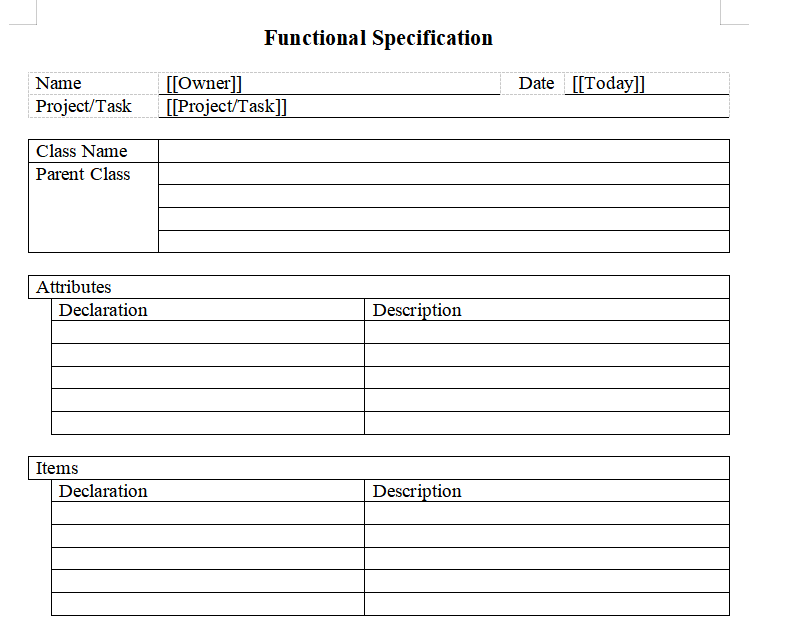 Functional Specification
Name [[Owner]] Date [[Today]]
Project/Task [[Project/Task]]
Class Name
Parent Class
Attributes
Declaration Description
Items
Declaration Description